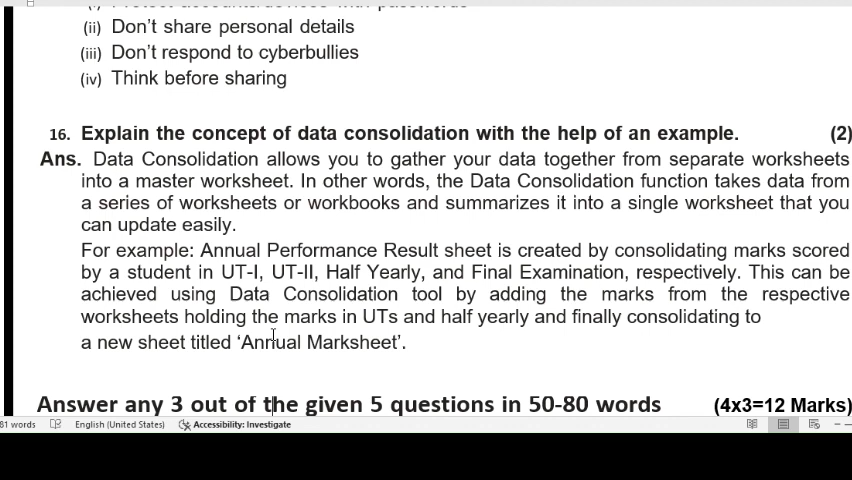 (ii) Don't share personal details
(iii) Don't respond to cyberbullies
(iv) Think before sharing
16. Explain the concept of data consolidation with the help of an example. (2)
Ans. Data Consolidation allows you to gather your data together from separate worksheets
into a master worksheet. In other words, the Data Consolidation function takes data from
a series of worksheets or workbooks and summarizes it into a single worksheet that you
can update easily.
For example: Annual Performance Result sheet is created by consolidating marks scored
by a student in UT-I, UT-II, Half Yearly, and Final Examination, respectively. This can be
achieved using Data Consolidation tool by adding the marks from the respective
worksheets holding the marks in UTs and half yearly and finally consolidating to
a new sheet titled ‘Annual Marksheet’.
Answer any 3 out of the given 5 questions in 50-80 words (4x3=12 Marks)
81 words English (United States) Accessibility: Investigate